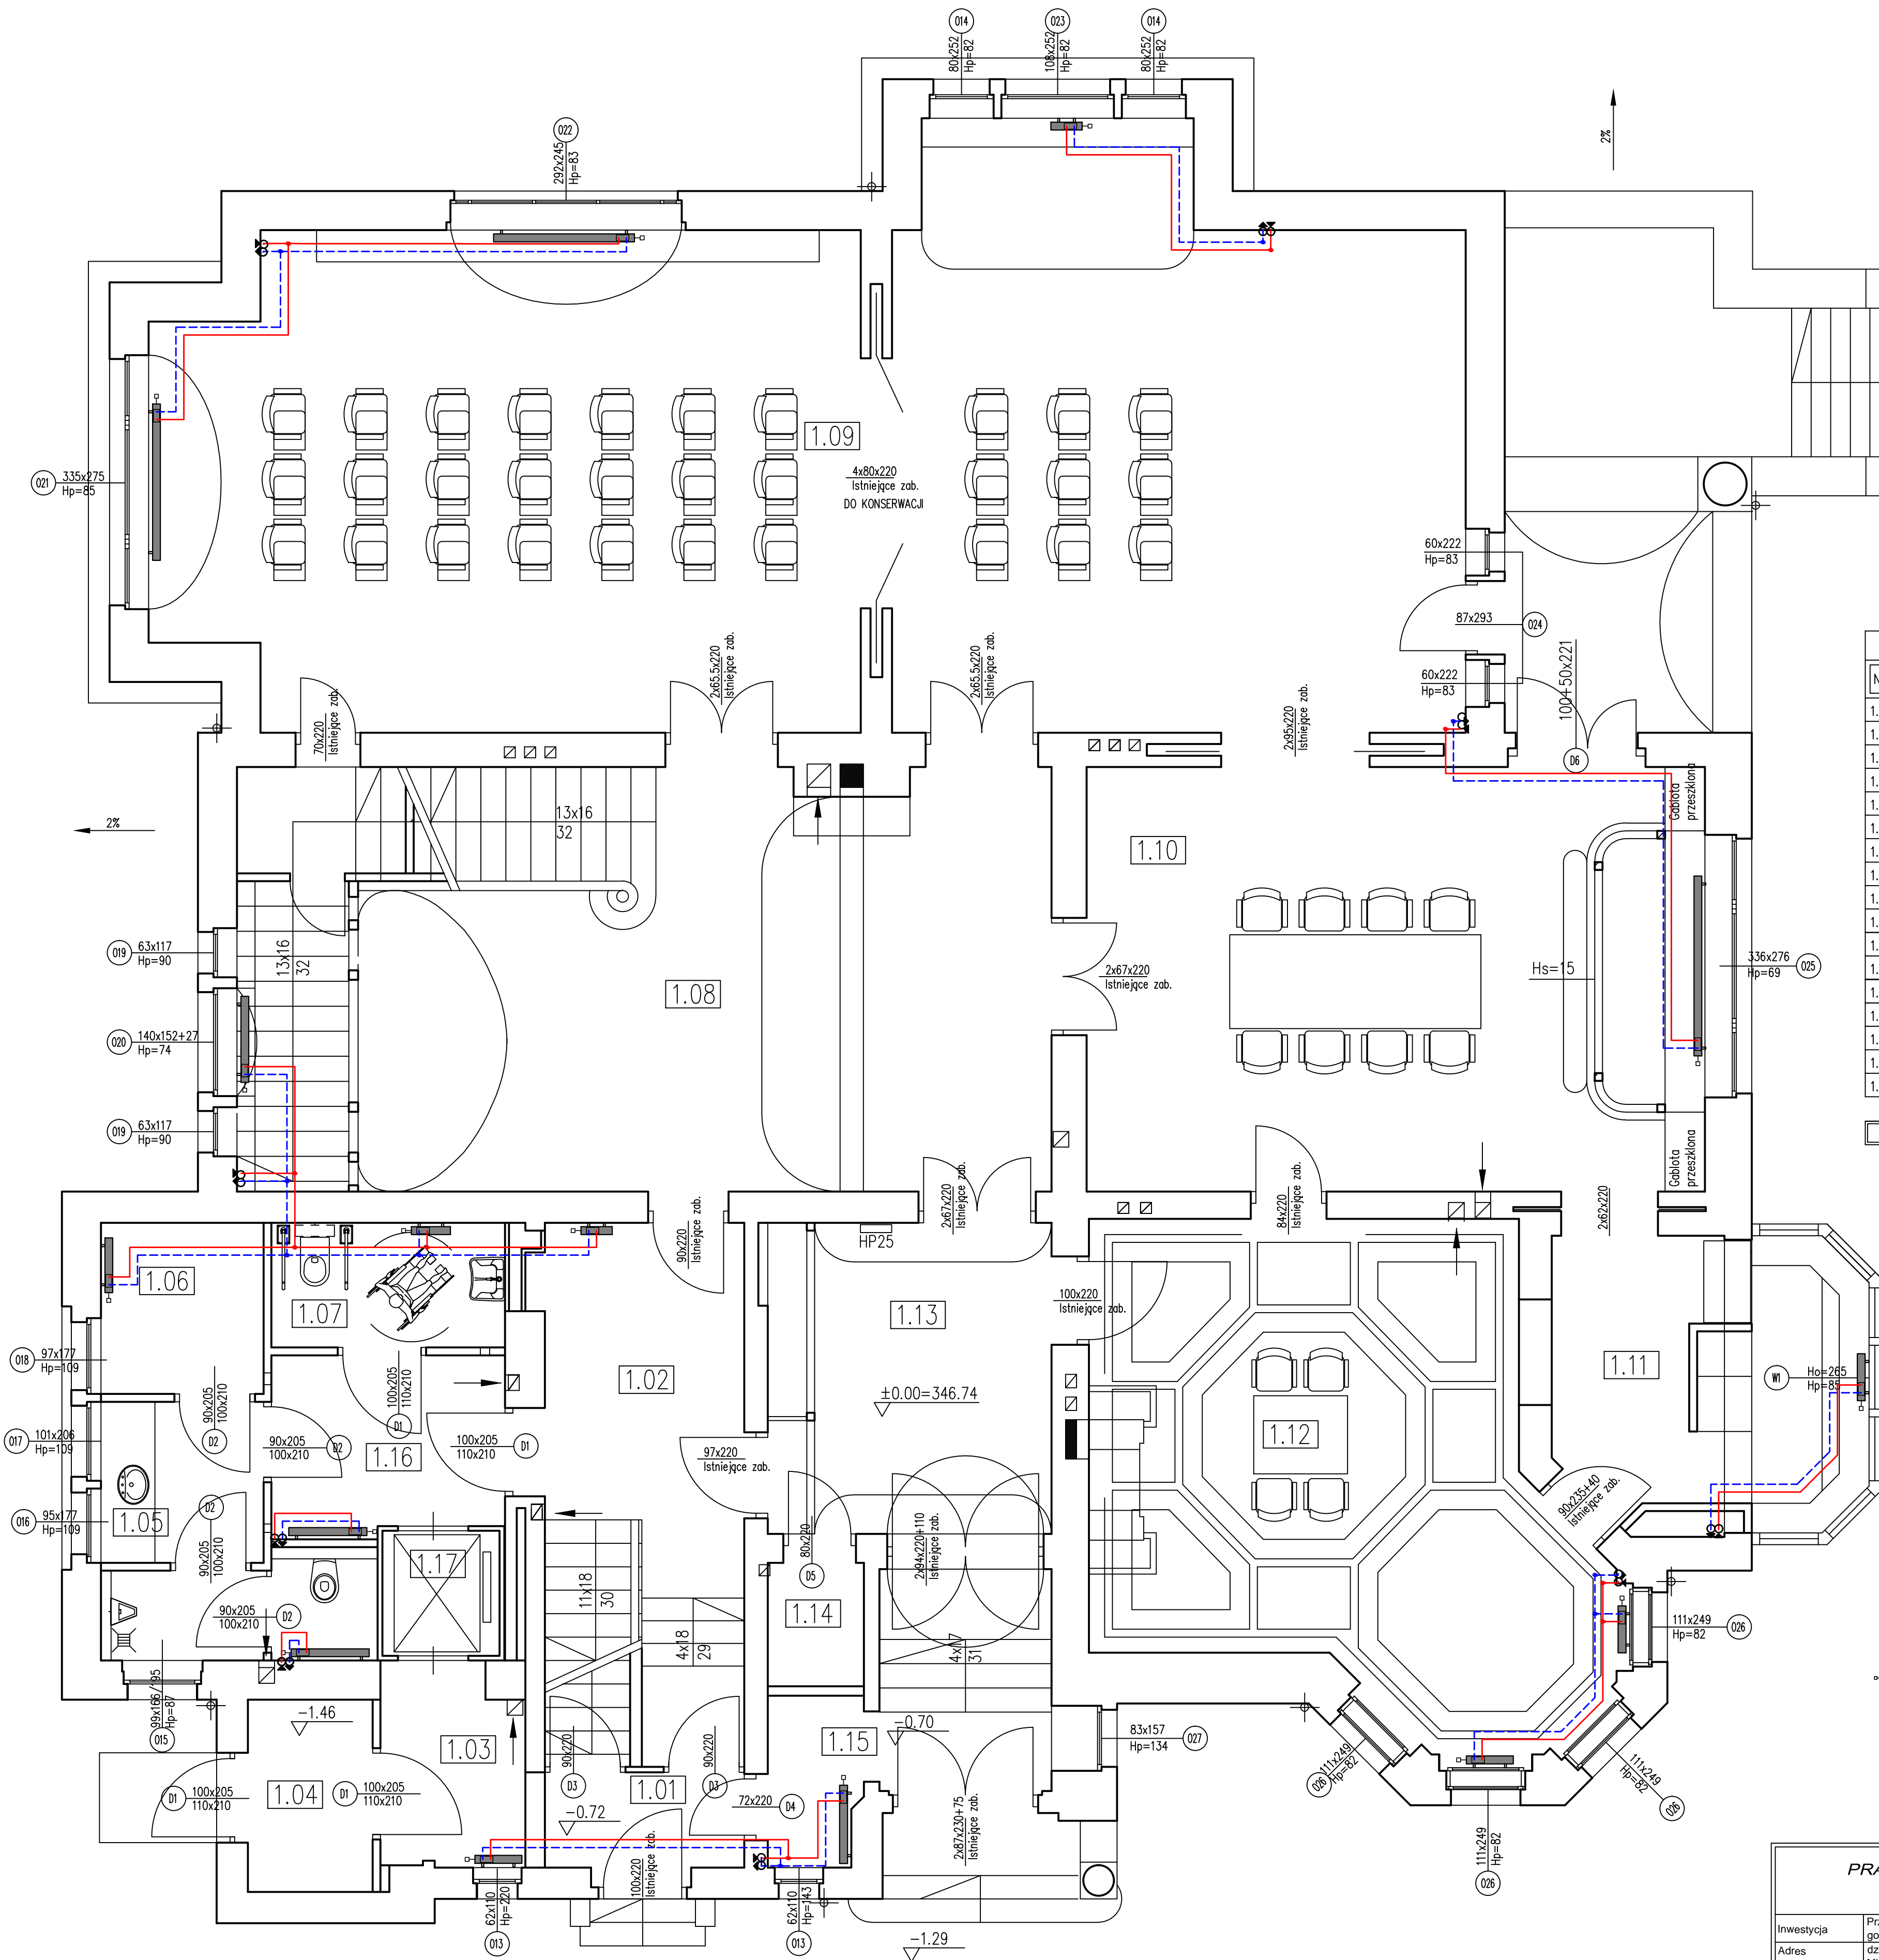 014
80x252
Hp=82
023
108x252
Hp=82
014
80x252
Hp=82
022
292x245
Hp=83
2%
021
335x275
Hp=85
1.09
4x80x220
Istniejące zab.
DO KONSERWACJI
60x222
Hp=83
87x293
024
60x222
Hp=83
100+50x221
D6
70x220
Istniejące zab.
2x65.5x220
Istniejące zab.
2x65.5x220
Istniejące zab.
2x95x220
Istniejące zab.
2%
13x16
32
1.10
Gablota
przeszklona
019
63x117
Hp=90
13x16
32
1.08
2x67x220
Istniejące zab.
Hs=15
336x276
Hp=69
025
020
140x152+27
Hp=74
019
63x117
Hp=90
Gablota
przeszklona
90x220
Istniejące zab.
2x67x220
Istniejące zab.
84x220
Istniejące zab.
2x62x220
HP25
1.06
1.07
1.13
100x220
Istniejące zab.
018
97x177
Hp=109
1.02
±0.00=346.74
1.11
W1
Ho=265
Hp=85
90x205
100x210
D2
100x205
110x210
D1
017
101x206
Hp=109
90x205
100x210
D2
1.16
100x205
110x210
D1
97x220
Istniejące zab.
1.12
016
95x177
Hp=109
1.05
D2
90x205
100x210
90x235+40
Istniejące zab.
1.17
11x18
30
80x220
D5
2x94x220+110
Istniejące zab.
90x205
100x210
D2
1.14
4x18
29
4x17
31
111x249
Hp=82
026
99x166/195
Hp=87
015
-1.46
1.03
-0.70
1.15
83x157
Hp=134
027
90x220
D3
90x220
D3
1.01
026
111x249
Hp=82
111x249
Hp=82
026
D1
100x205
110x210
1.04
D1
100x205
110x210
-0.72
72x220
D4
2x87x230+75
Istniejące zab.
111x249
Hp=82
026
62x110
Hp=220
013
100x220
Istniejące zab.
62x110
Hp=143
013
-1.29
PRA
Inwestycja
Adres